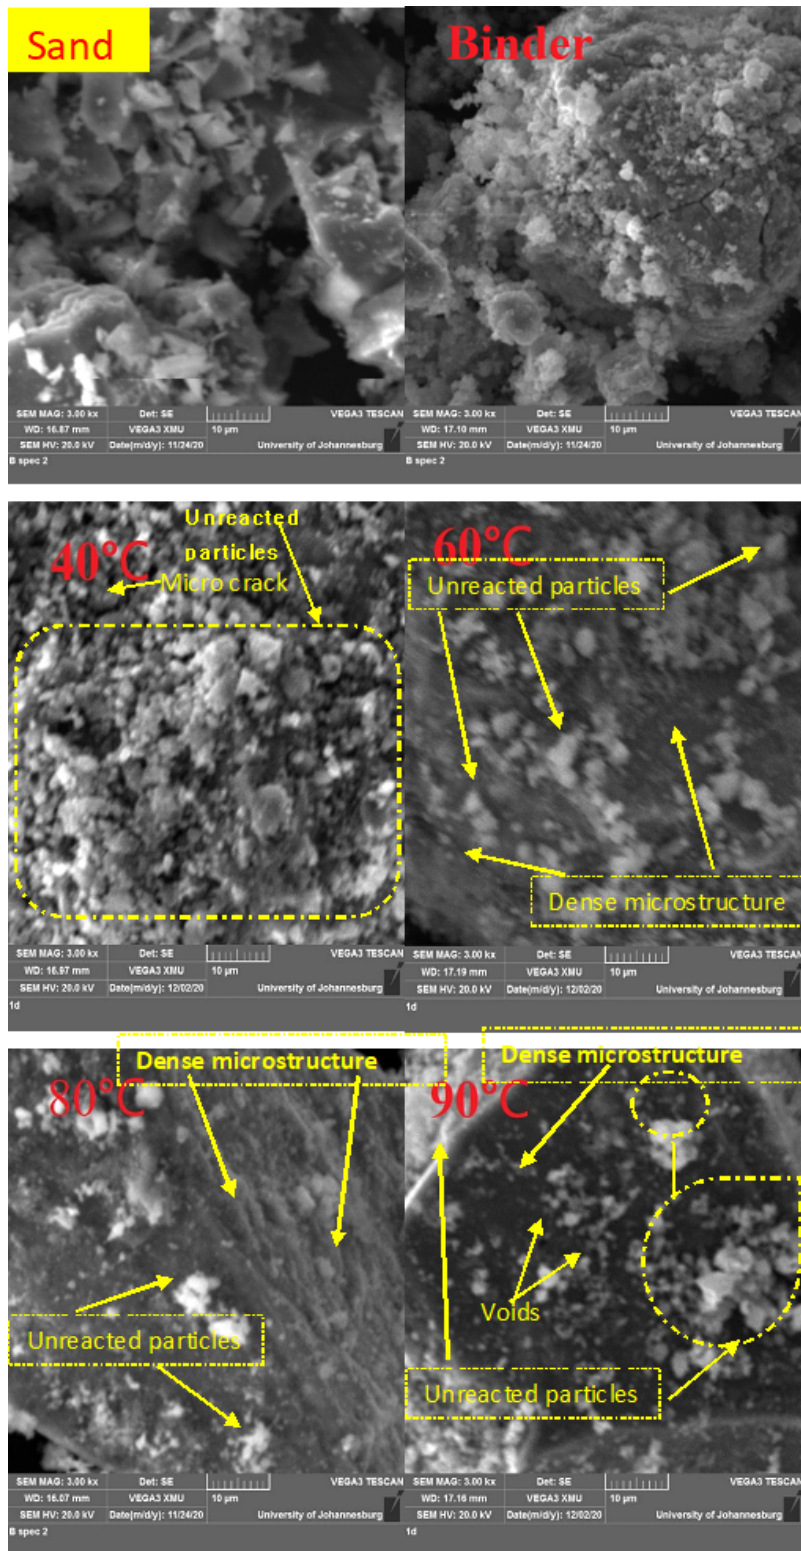 Sand
Binder
SEM MAG: 3.00 kx Det: SE VEGA3 TESCAN
WD: 16.87 mm VEGA3 XMU 10 µm
SEM HV: 20.0 kV Date(m/d/y): 11/24/20 University of Johannesburg
B spec 2
SEM MAG: 3.00 kx Det: SE VEGA3 TESCAN
WD: 17.10 mm VEGA3 XMU 10 µm
SEM HV: 20.0 kV Date(m/d/y): 11/24/20 University of Johannesburg
B spec 2
Unreacted
particles
40°C
Micro crack
60°C
Unreacted particles
Dense microstructure
SEM MAG: 3.00 kx Det: SE VEGA3 TESCAN
WD: 16.97 mm VEGA3 XMU 10 µm
SEM HV: 20.0 kV Date(m/d/y): 12/02/20 University of Johannesburg
1d
SEM MAG: 3.00 kx Det: SE VEGA3 TESCAN
WD: 17.19 mm VEGA3 XMU 10 µm
SEM HV: 20.0 kV Date(m/d/y): 12/02/20 University of Johannesburg
1d
Dense microstructure
80°C
Unreacted particles
Dense microstructure
90°C
Voids
Unreacted particles
SEM MAG: 3.00 kx Det: SE VEGA3 TESCAN
WD: 16.07 mm VEGA3 XMU 10 µm
SEM HV: 20.0 kV Date(m/d/y): 11/24/20 University of Johannesburg
B spec 2
SEM MAG: 3.00 kx Det: SE VEGA3 TESCAN
WD: 17.16 mm VEGA3 XMU 10 µm
SEM HV: 20.0 kV Date(m/d/y): 12/02/20 University of Johannesburg
1d